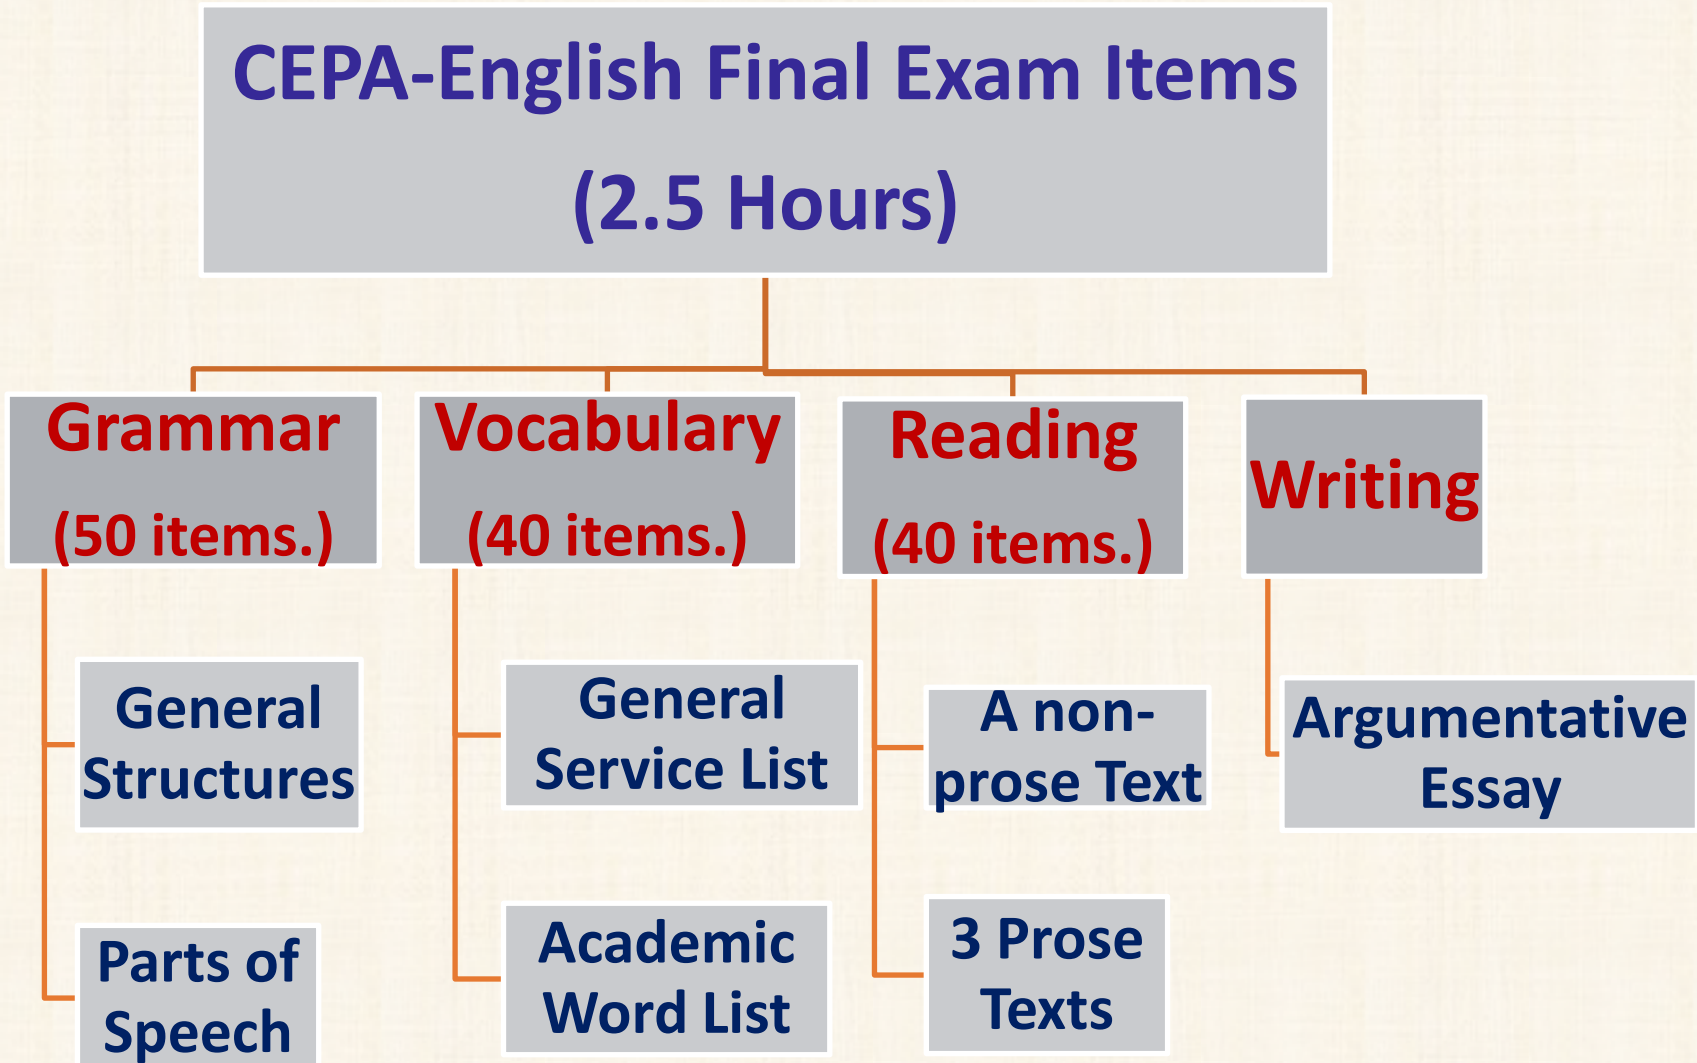 CEPA-English Final Exam Items
(2.5 Hours)
Grammar
(50 items.)
Vocabulary
(40 items.)
Reading
(40 items.)
Writing
General
Structures
Parts of
Speech
General
Service List
Academic
Word List
A non-
prose Text
3 Prose
Texts
Argumentative
Essay